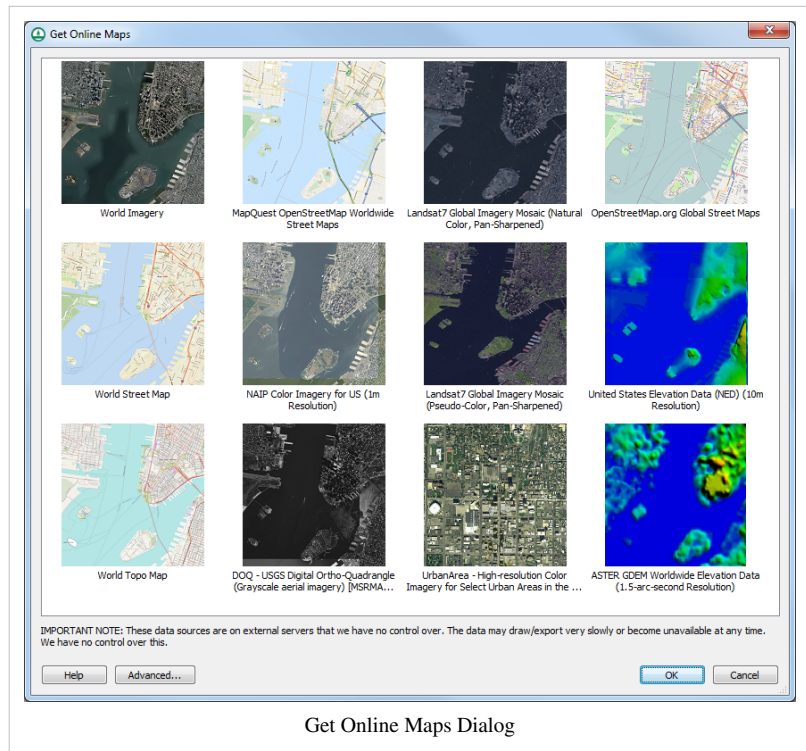 Get Online Maps
World Imagery
MapQuest OpenStreetMap Worldwide
Street Maps
Landsat7 Global Imagery Mosaic (Natural
Color, Pan-Sharpened)
OpenStreetMap.org Global Street Maps
World Street Map
NAIP Color Imagery for US (1m
Resolution)
Landsat7 Global Imagery Mosaic
(Pseudo-Color, Pan-Sharpened)
United States Elevation Data (NED) (10m
Resolution)
World Topo Map
DOQ - USGS Digital Ortho-Quadrangle
(Grayscale aerial imagery) [MSRMA...
UrbanArea - High-resolution Color
Imagery for Select Urban Areas in the ...
ASTER GDEM Worldwide Elevation Data
(1.5-arc-second Resolution)
IMPORTANT NOTE: These data sources are on external servers that we have no control over. The data may draw/export very slowly or become unavailable at any time.
We have no control over this.
Help
Advanced...
OK
Cancel
Get Online Maps Dialog